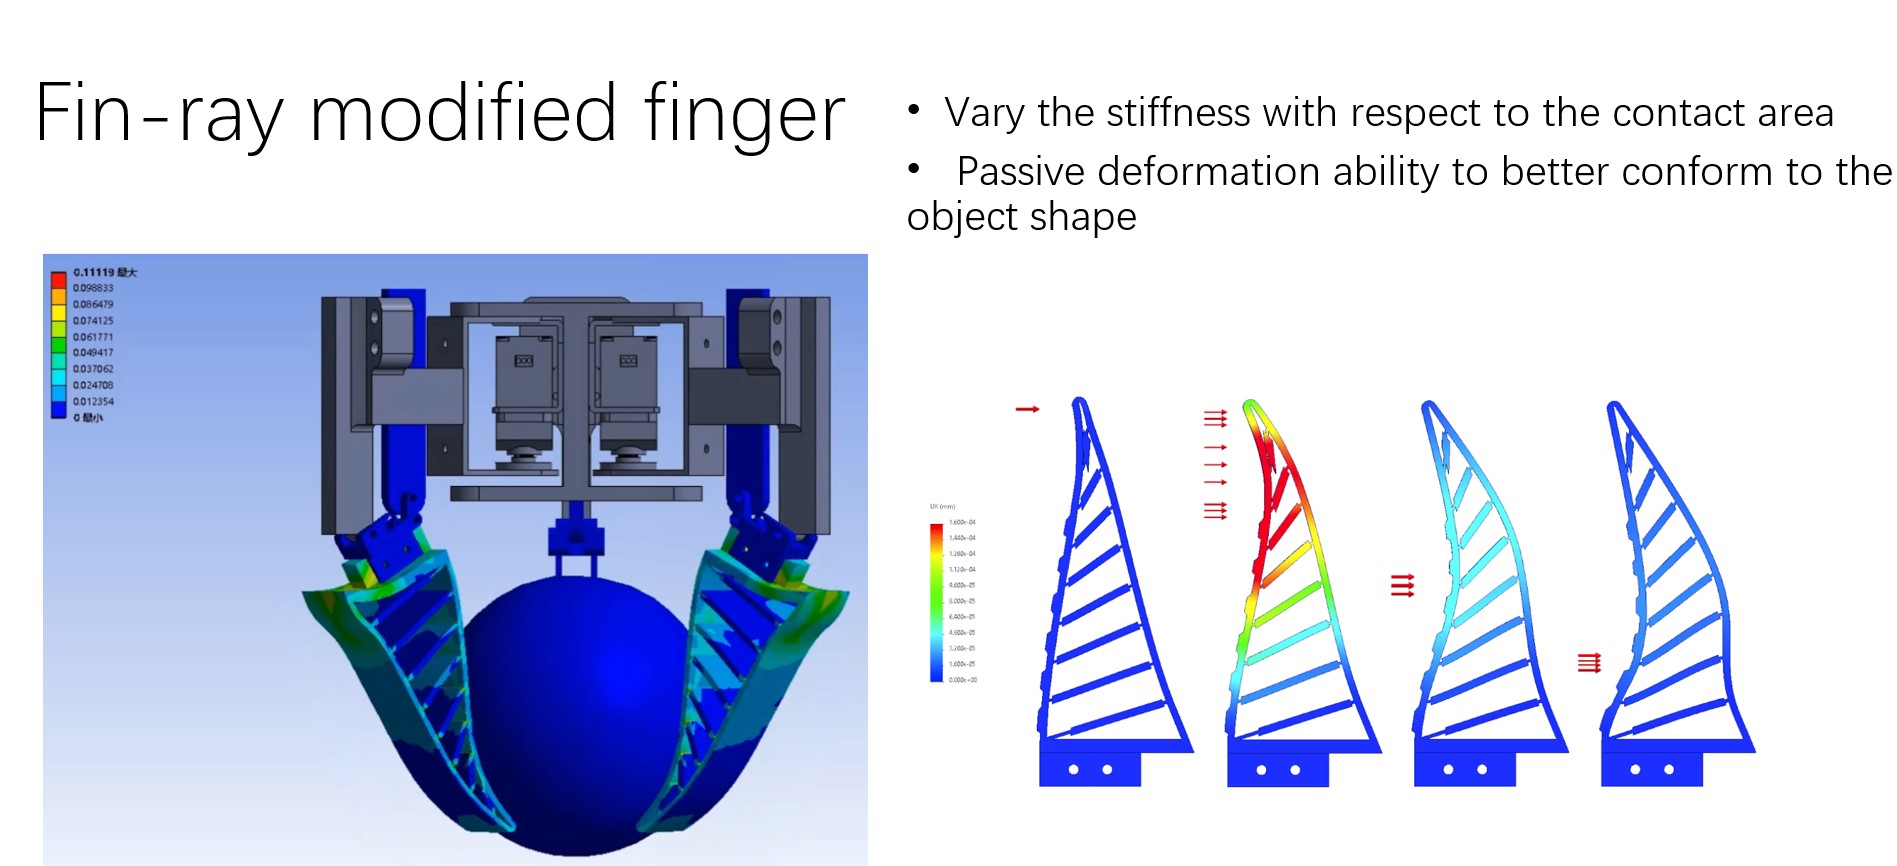 Fin-ray modified finger
• Vary the stiffness with respect to the contact area
• Passive deformation ability to better conform to the
object shape
0.11119 最大
0.098833
0.086479
0.074125
0.061771
0.049417
0.037062
0.024708
0.012354
0 最小
UX (mm)
1.600e-04
1.440e-04
1.280e-04
1.120e-04
9.600e-05
8.000e-05
6.400e-05
4.800e-05
3.200e-05
1.600e-05
0.000e+00